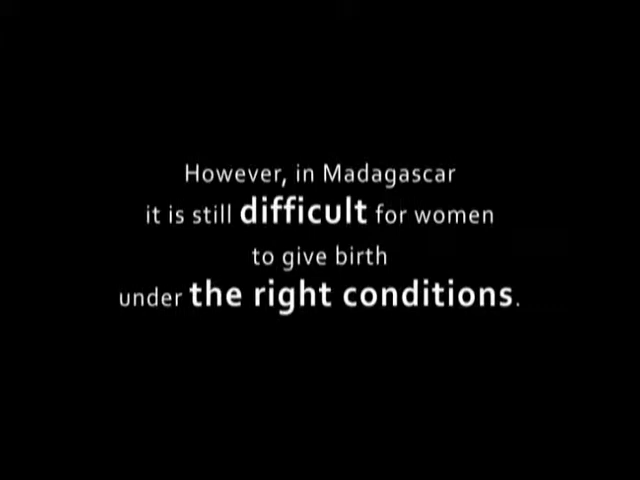 However, in Madagascar
it is still difficult for women
to give birth
under the right conditions.